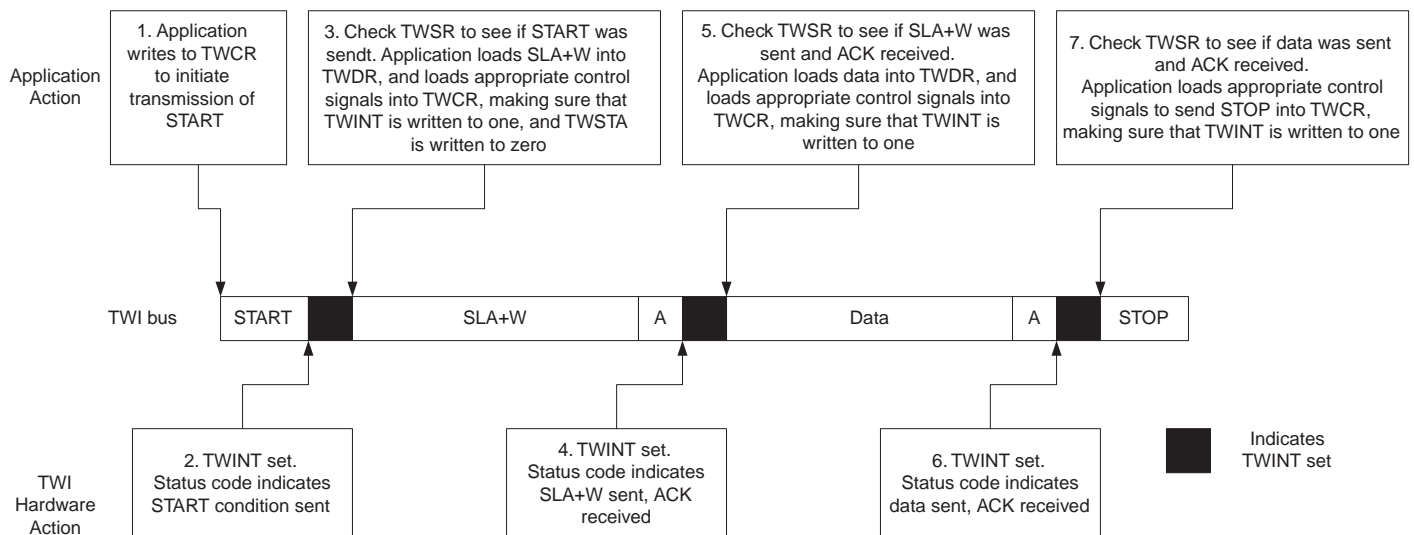 Application
Action
1. Application
writes to TWCR
to initiate
transmission of
START
3. Check TWSR to see if START was
sendt. Application loads SLA+W into
TWDR, and loads appropriate control
signals into TWCR, making sure that
TWINT is written to one, and TWSTA
is written to zero
5. Check TWSR to see if SLA+W was
sent and ACK received.
Application loads data into TWDR, and
loads appropriate control signals into
TWCR, making sure that TWINT is
written to one
7. Check TWSR to see if data was sent
and ACK received.
Application loads appropriate control
signals to send STOP into TWCR,
making sure that TWINT is written to one
TWI bus
START
SLA+W
A
Data
A
STOP
TWI
Hardware
Action
2. TWINT set.
Status code indicates
START condition sent
4. TWINT set.
Status code indicates
SLA+W sent, ACK
received
6. TWINT set.
Status code indicates
data sent, ACK received
Indicates
TWINT set